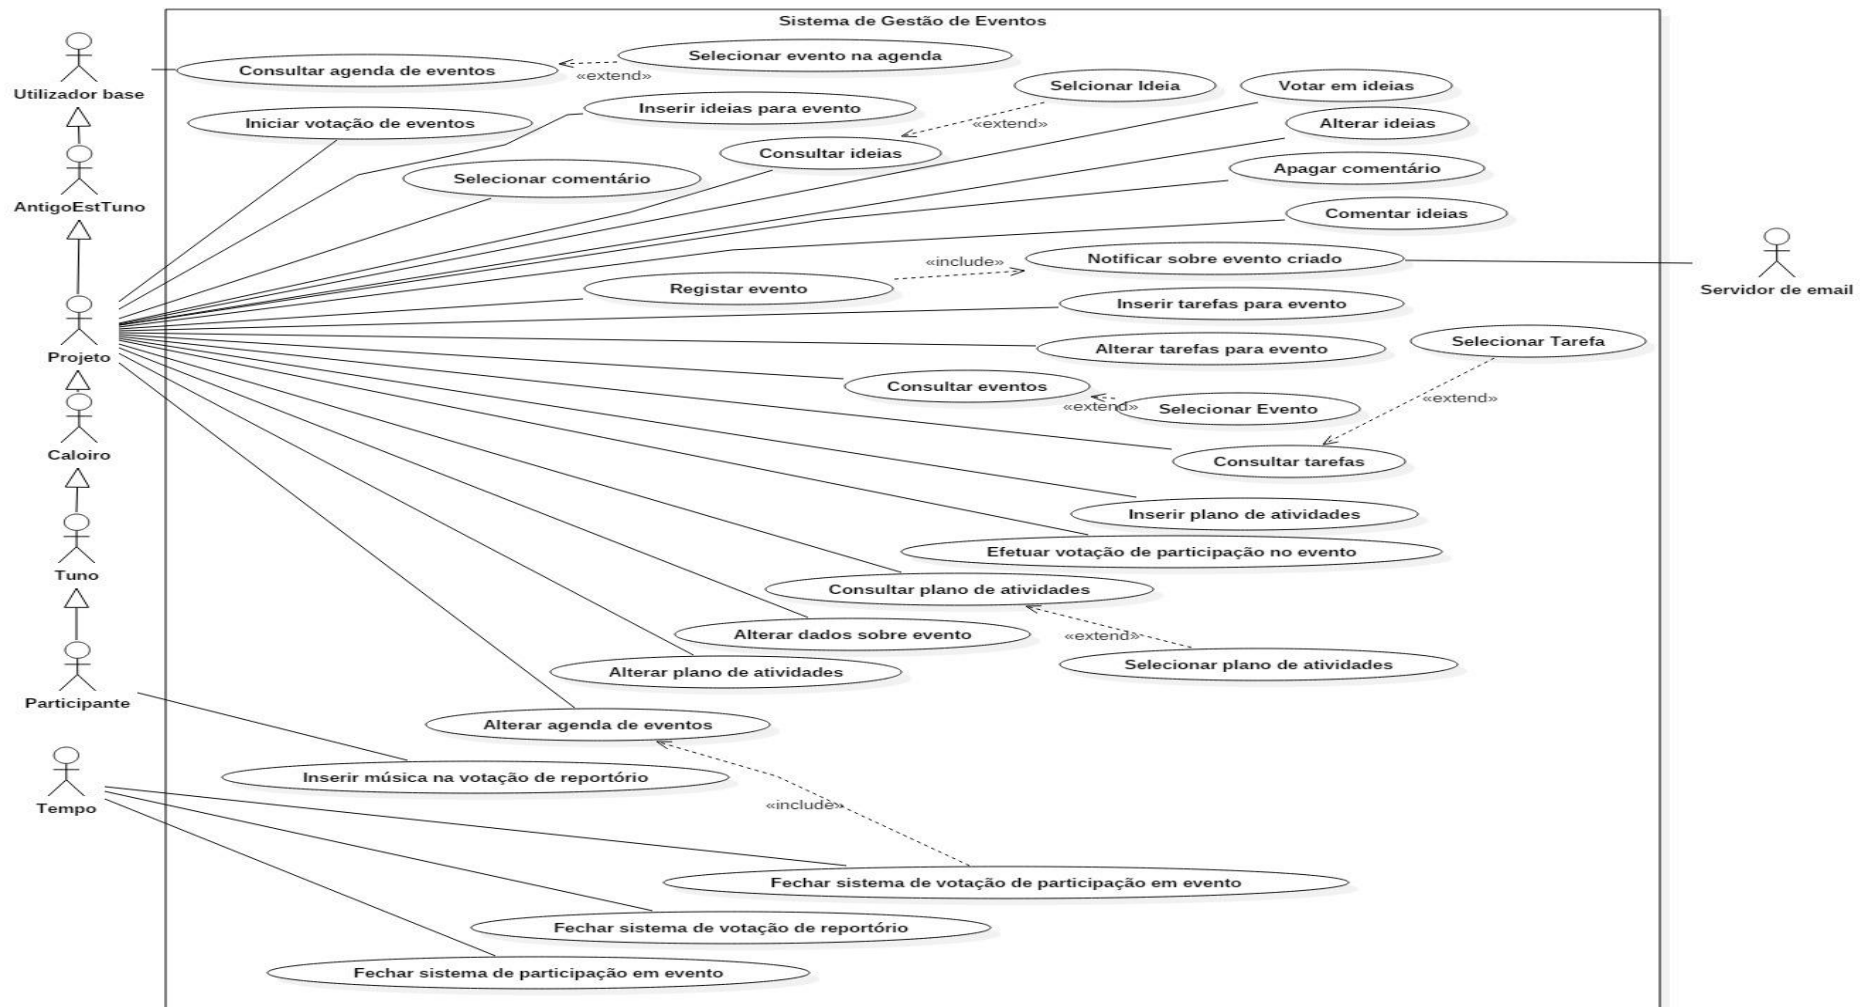 Sistema de Gestão de Eventos
Utilizador base
Consultar agenda de eventos
«extend»
Selecionar evento na agenda
Selcionar Ideia
Votar em ideias
Inserir ideias para evento
Iniciar votação de eventos
«extend»
Alterar ideias
Consultar ideias
Apagar comentário
Selecionar comentário
AntigoEstTuno
Comentar ideias
«include»
Notificar sobre evento criado
Servidor de email
Registar evento
Inserir tarefas para evento
Selecionar Tarefa
Alterar tarefas para evento
Projeto
Consultar eventos
«extend»
Selecionar Evento
«extend»
Caloiro
Consultar tarefas
Inserir plano de atividades
Efetuar votação de participação no evento
Tuno
Consultar plano de atividades
Alterar dados sobre evento
«extend»
Selecionar plano de atividades
Alterar plano de atividades
Participante
Alterar agenda de eventos
Inserir música na votação de reportório
Tempo
«include»
Fechar sistema de votação de participação em evento
Fechar sistema de votação de reportório
Fechar sistema de participação em evento